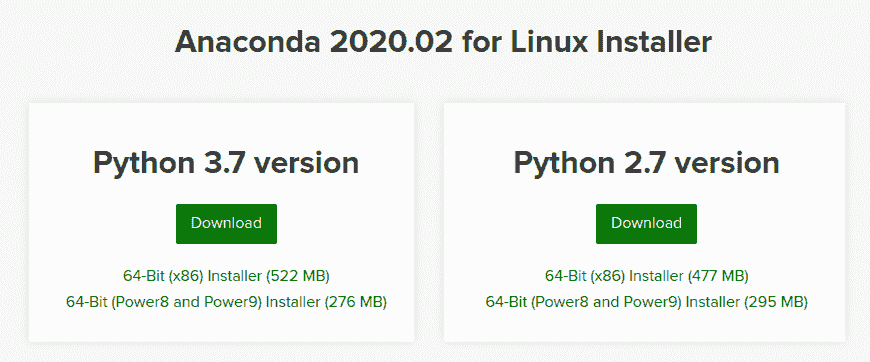 Anaconda 2020.02 for Linux Installer
Python 3.7 version
Download
64-Bit (x86) Installer (522 MB)
64-Bit (Power8 and Power9) Installer (276 MB)
Python 2.7 version
Download
64-Bit (x86) Installer (477 MB)
64-Bit (Power8 and Power9) Installer (295 MB)